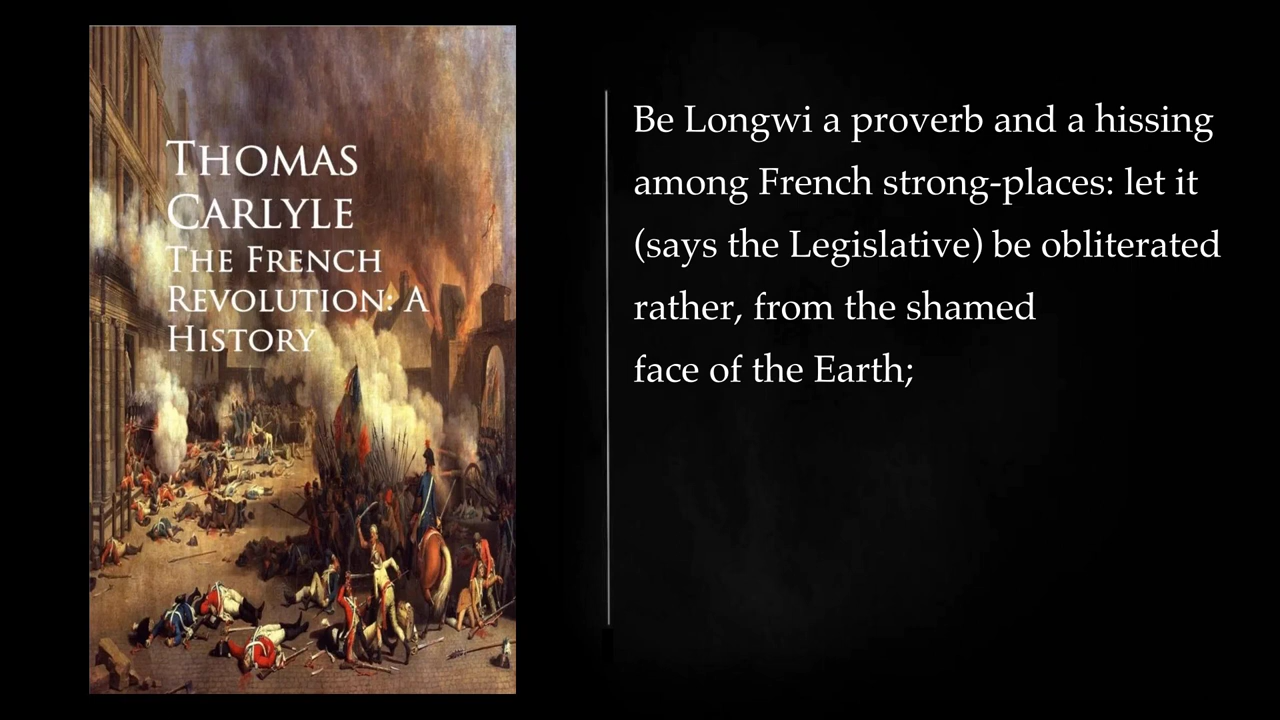 THOMAS
CARLYLE
THE FRENCH
REVOLUTION: A
HISTORY
Be Longwi a proverb and a hissing
among French strong-places: let it
(says the Legislative) be obliterated
rather, from the shamed
face of the Earth;